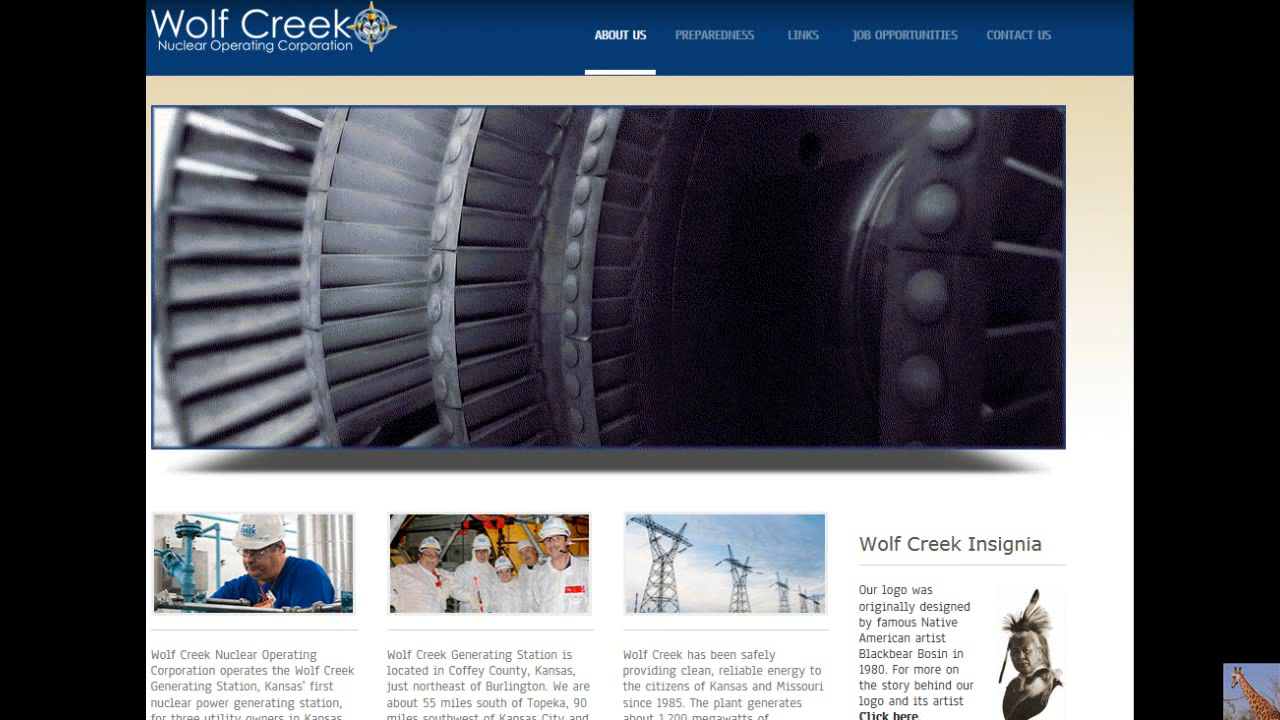 Wolf Creek
Nuclear Operating Corporation
ABOUT US
PREPAREDNESS
LINKS
JOB OPPORTUNITIES
CONTACT US
Wolf Creek Nuclear Operating
Corporation operates the Wolf Creek
Generating Station, Kansas' first
nuclear power generating station,
for three utility owners in Kansas
Wolf Creek Generating Station is
located in Coffey County, Kansas,
just northeast of Burlington. We are
about 55 miles south of Topeka, 90
miles southwest of Kansas City and
Wolf Creek has been safely
providing clean, reliable energy to
the citizens of Kansas and Missouri
since 1985. The plant generates
about 1,200 megawatts of
Wolf Creek Insignia
Our logo was
originally designed
by famous Native
American artist
Blackbear Bosin in
1980. For more on
the story behind our
logo and its artist
Click here.